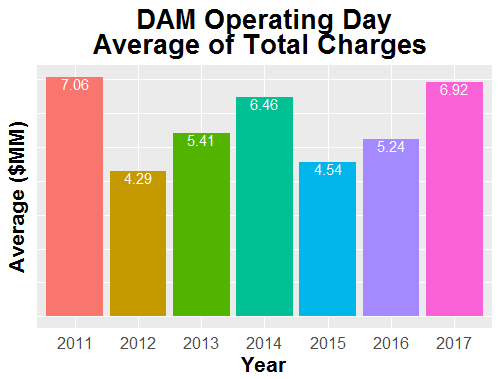 DAM Operating Day
Average of Total Charges
Average ($MM)
7.06
4.29
5.41
6.46
4.54
5.24
6.92
2011 2012 2013 2014 2015 2016 2017
Year